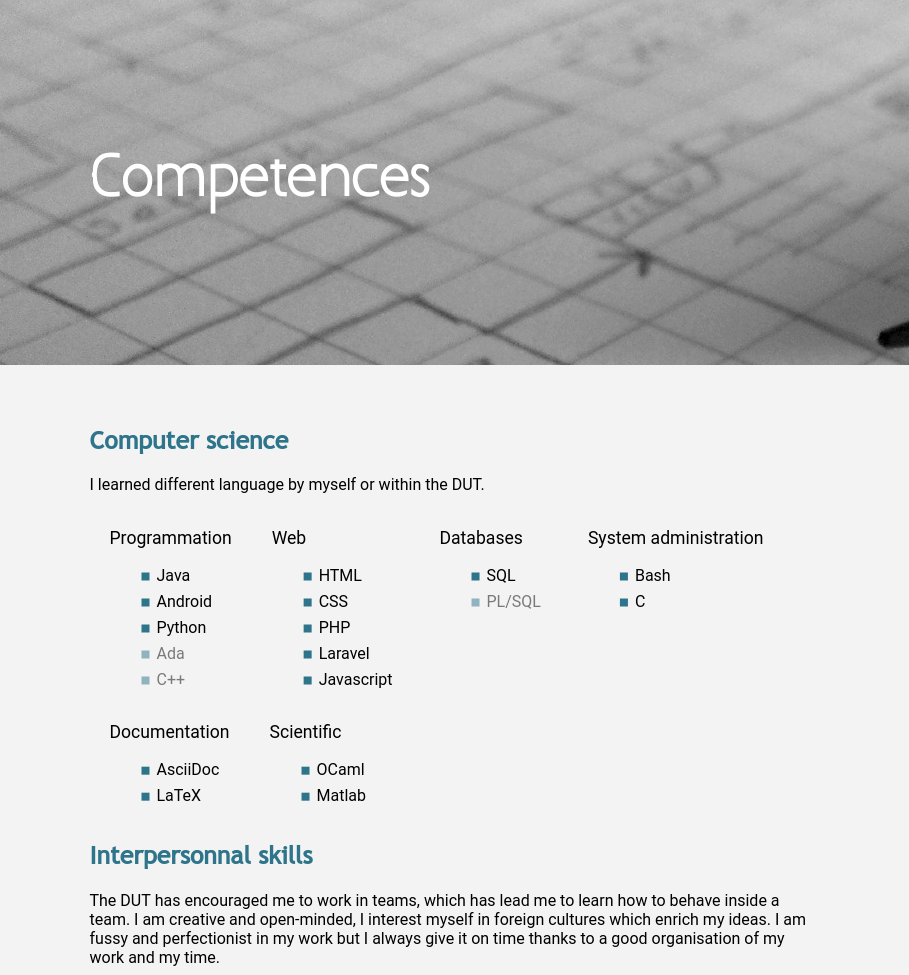 Competences
Computer science
I learned different language by myself or within the DUT.
Programmation
Java
Android
Python
Ada
C++
Web
HTML
CSS
PHP
Laravel
Javascript
Databases
SQL
PL/SQL
System administration
Bash
C
Documentation
AsciiDoc
LaTeX
Scientific
OCaml
Matlab
Interpersonnal skills
The DUT has encouraged me to work in teams, which has lead me to learn how to behave inside a
team. I am creative and open-minded, I interest myself in foreign cultures which enrich my ideas. I am
fussy and perfectionist in my work but I always give it on time thanks to a good organisation of my
work and my time.